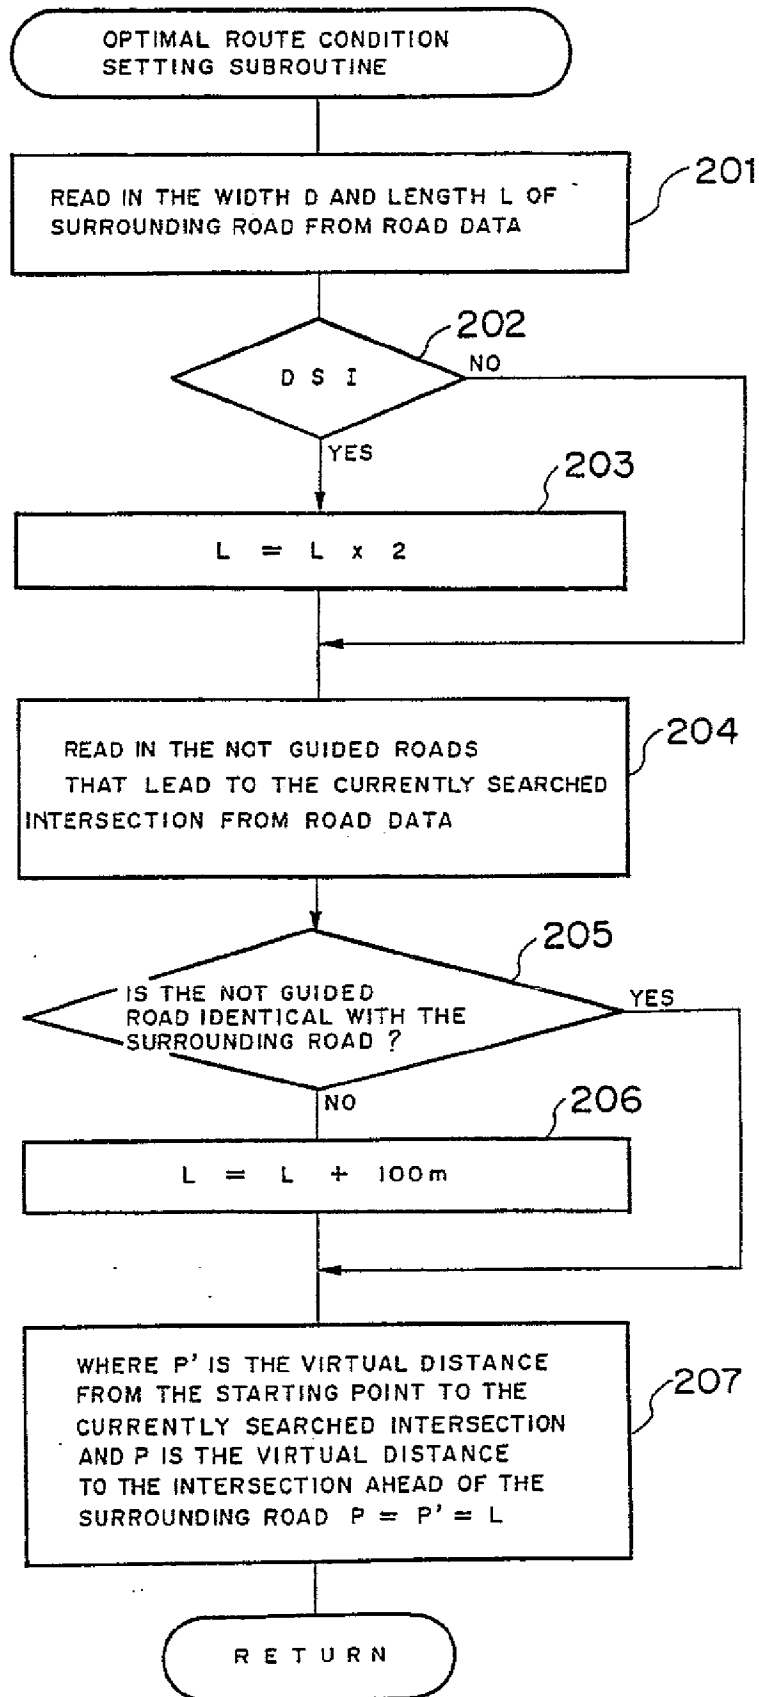 OPTIMAL ROUTE CONDITION
SETTING SUBROUTINE
201
READ IN THE WIDTH D AND LENGTH L OF
SURROUNDING ROAD FROM ROAD DATA
202
D S I
NO
YES
203
L = L x 2
204
READ IN THE NOT GUIDED ROADS
THAT LEAD TO THE CURRENTLY SEARCHED
INTERSECTION FROM ROAD DATA
205
IS THE NOT GUIDED
ROAD IDENTICAL WITH THE
SURROUNDING ROAD ?
YES
NO
206
L = L + 100m
207
WHERE P' IS THE VIRTUAL DISTANCE
FROM THE STARTING POINT TO THE
CURRENTLY SEARCHED INTERSECTION
AND P IS THE VIRTUAL DISTANCE
TO THE INTERSECTION AHEAD OF THE
SURROUNDING ROAD P = P' = L
RETURN